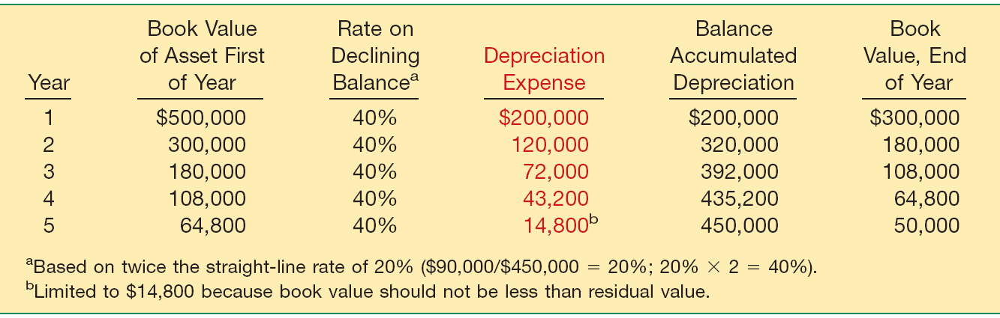 Book Value Rate on Balance Book
of Asset First Declining Depreciation Accumulated Value, End
Year of Year Balanceᵃ Expense Depreciation of Year
1 $500,000 40% $200,000 $200,000 $300,000
2 300,000 40% 120,000 320,000 180,000
3 180,000 40% 72,000 392,000 108,000
4 108,000 40% 43,200 435,200 64,800
5 64,800 40% 14,800ᵇ 450,000 50,000
ᵃBased on twice the straight-line rate of 20% ($90,000/$450,000 = 20%; 20% × 2 = 40%).
ᵇLimited to $14,800 because book value should not be less than residual value.